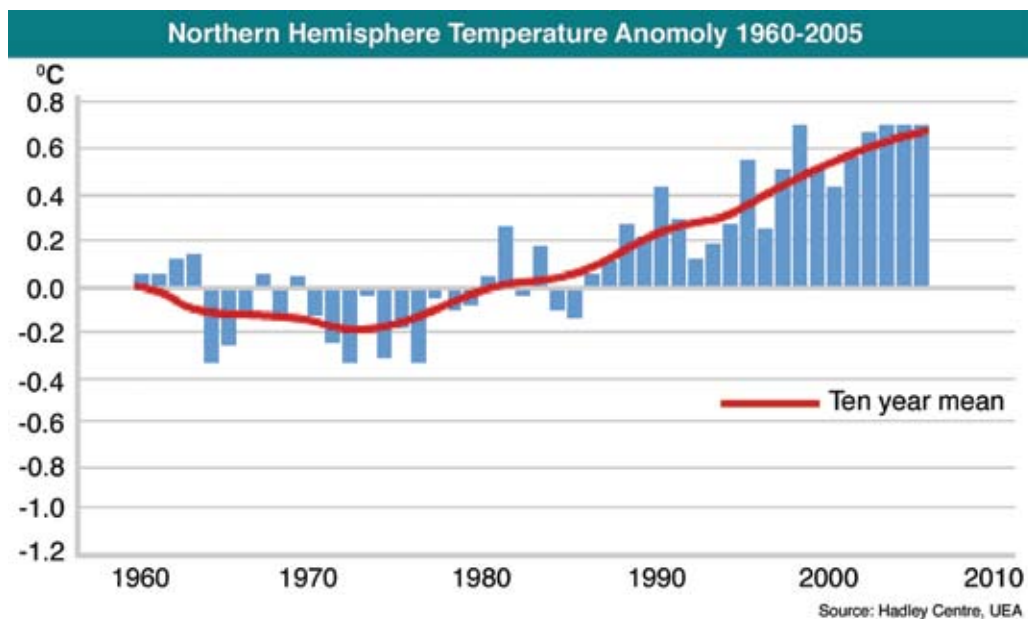 Northern Hemisphere Temperature Anomoly 1960-2005
⁰C
0.8
0.6
0.4
0.2
0.0
-0.2
-0.4
-0.6
-0.8
-1.0
-1.2
Ten year mean
1960 1970 1980 1990 2000 2010
Source: Hadley Centre, UEA